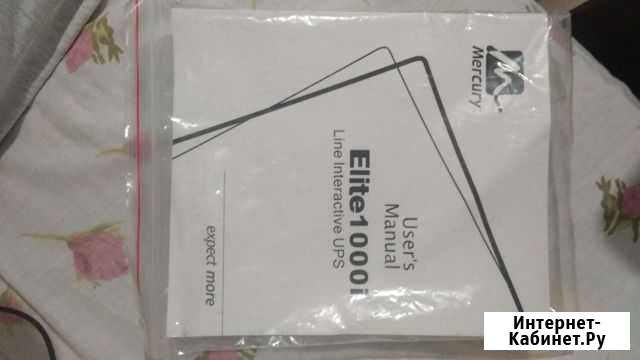 Mercury
User's
Manual
Elite1000i
Line Interactive UPS
expect more
Интернет-
Кабинет.Ру